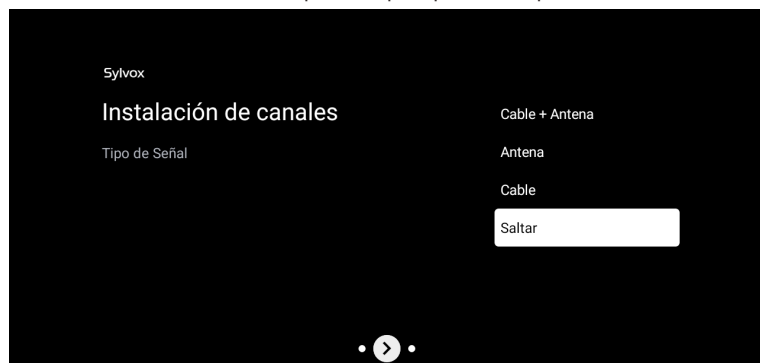 Sylvox
Instalación de canales
Tipo de Señal
Cable + Antena
Antena
Cable
Saltar